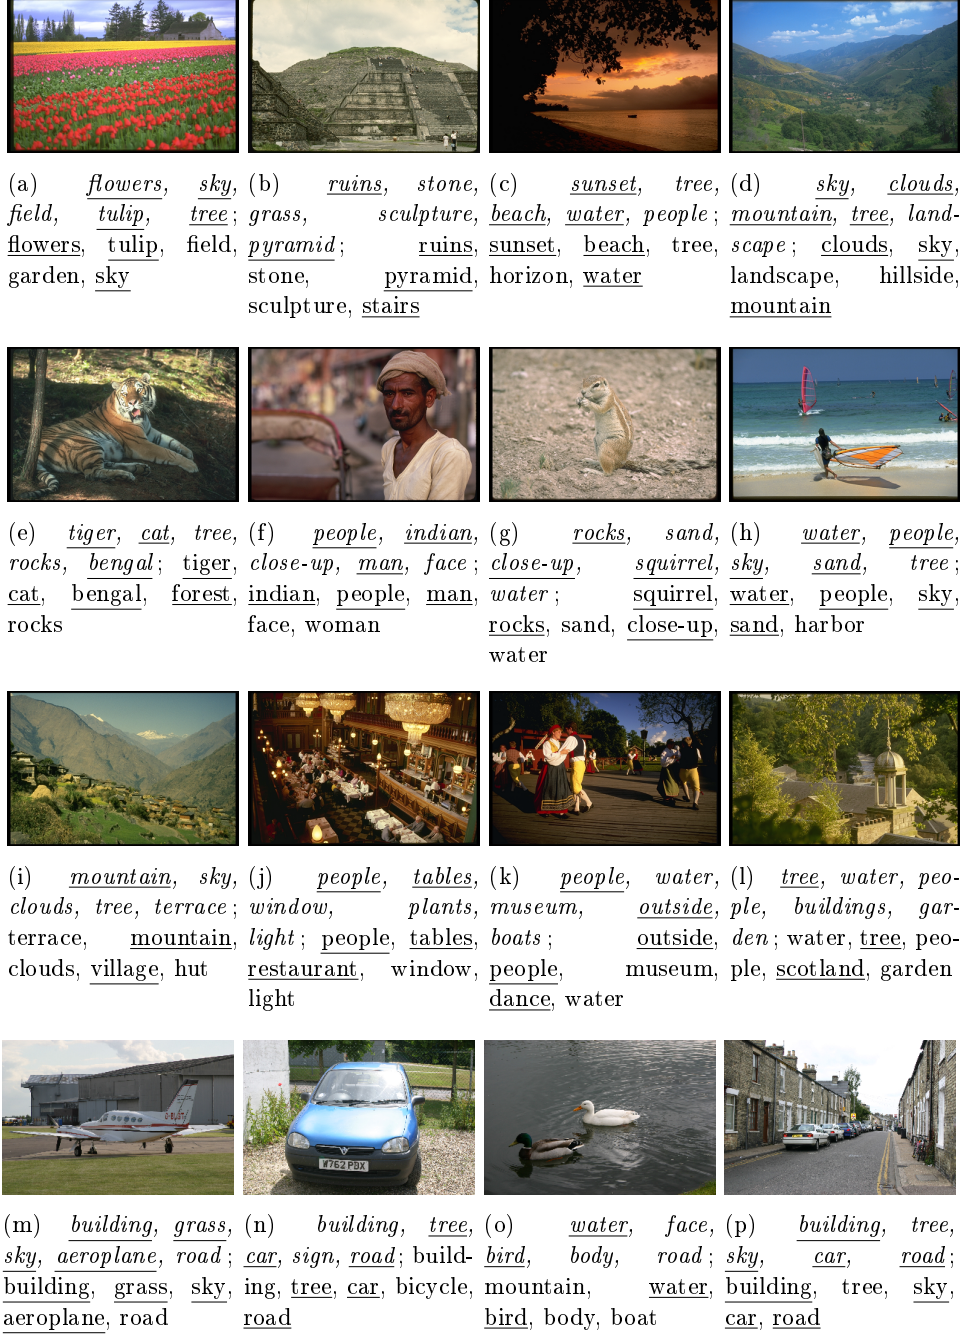 (a) flowers, sky,
field, tulip, tree;
flowers, tulip, field,
garden, sky
(b) ruins, stone,
grass, sculpture,
pyramid; ruins,
stone, pyramid,
sculpture, stairs
(c) sunset, tree,
beach, water, people;
sunset, beach, tree,
horizon, water
(d) sky, clouds,
mountain, tree, land-
scape; clouds, sky,
landscape, hillside,
mountain
(e) tiger, cat, tree,
rocks, bengal; tiger,
cat, bengal, forest,
rocks
(f) people, indian,
close-up, man, face;
indian, people, man,
face, woman
(g) rocks, sand,
close-up, squirrel,
water; squirrel,
rocks, sand, close-up,
water
(h) water, people,
sky, sand, tree;
water, people, sky,
sand, harbor
(i) mountain, sky,
clouds, tree, terrace;
terrace, mountain,
clouds, village, hut
(j) people, tables,
window, plants,
light; people, tables,
restaurant, window,
light
(k) people, water,
museum, outside,
boats; outside,
people, museum,
dance, water
(l) tree, water, peo-
ple, buildings, gar-
den; water, tree, peo-
ple, scotland, garden
W762 PDX
(m) building, grass,
sky, aeroplane, road;
building, grass, sky,
aeroplane, road
(n) building, tree,
car, sign, road; build-
ing, tree, car, bicycle,
road
(o) water, face,
bird, body, road;
mountain, water,
bird, body, boat
(p) building, tree,
sky, car, road;
building, tree, sky,
car, road